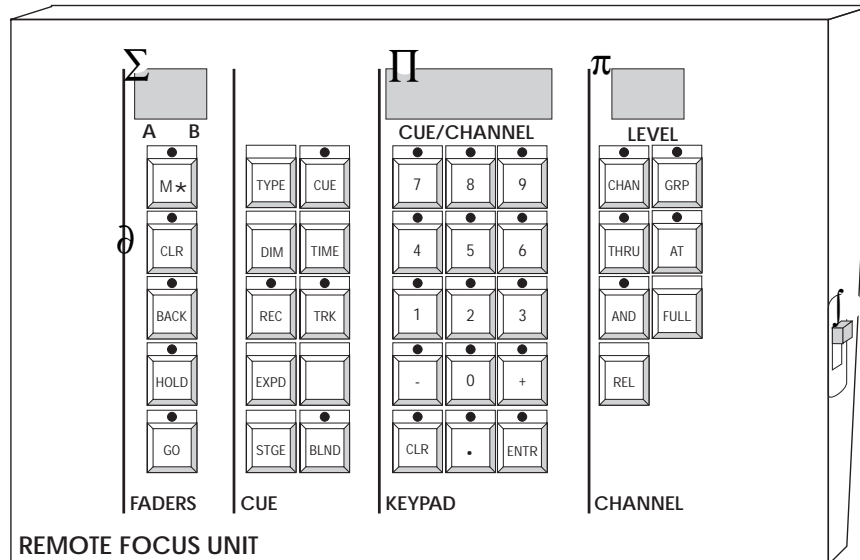 Σ Π π
A B CUE/CHANNEL LEVEL
M* TYPE CUE 7 8 9 CHAN GRP
∂ CLR DIM TIME 4 5 6 THRU AT
BACK REC TRK 1 2 3 AND FULL
HOLD EXPD - 0 + REL
GO STGE BLND CLR . ENTR
FADERS CUE KEYPAD CHANNEL
REMOTE FOCUS UNIT